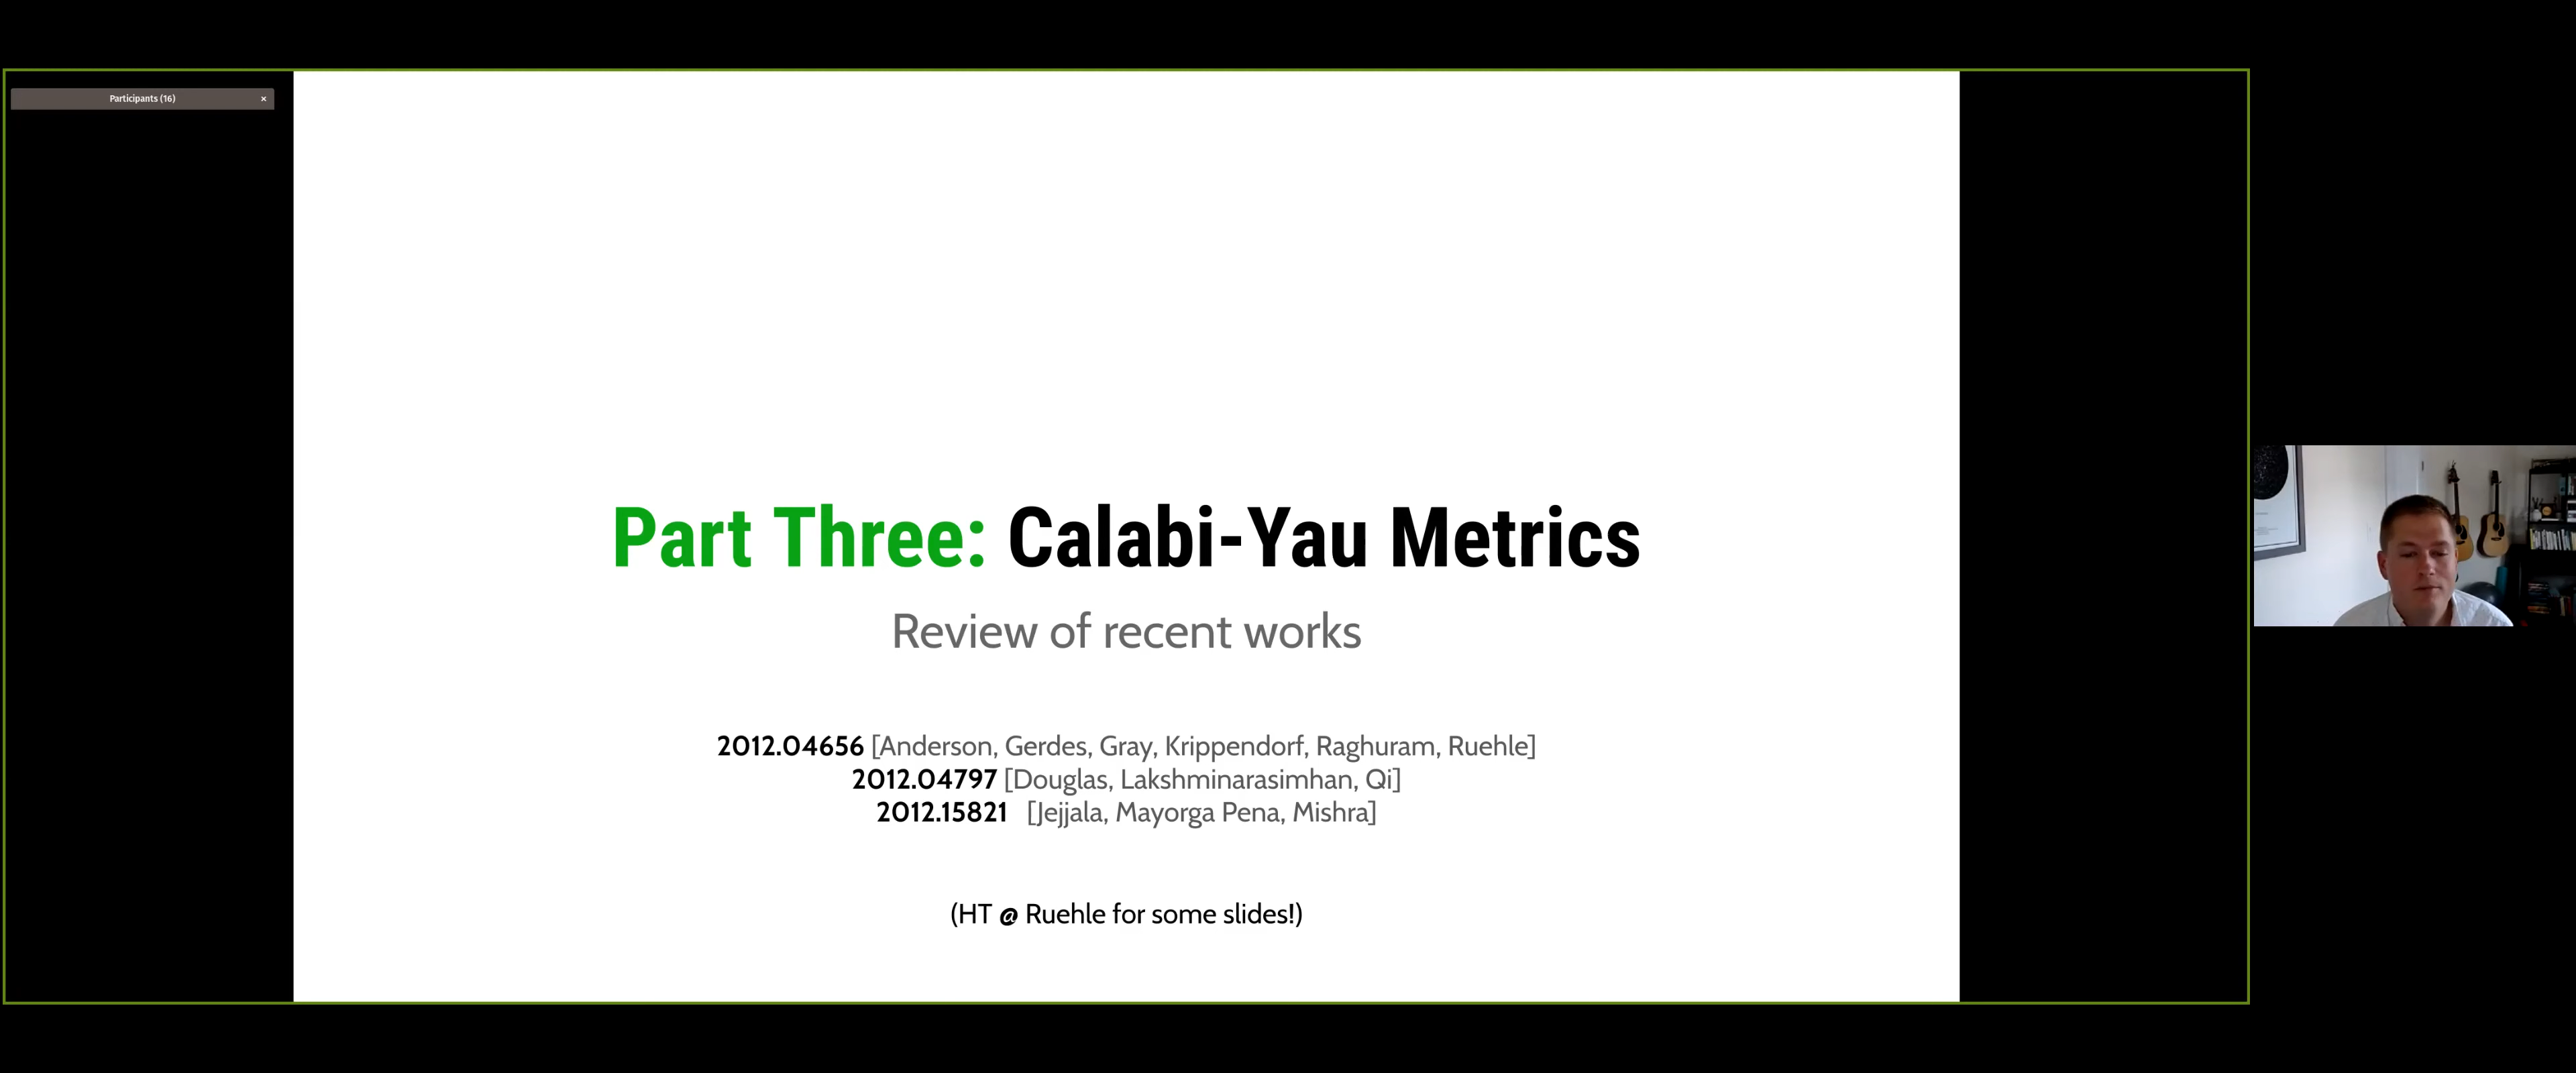 Participants (16)
Part Three: Calabi-Yau Metrics
Review of recent works
2012.04656 [Anderson, Gerdes, Gray, Krippendorf, Raghuram, Ruehle]
2012.04797 [Douglas, Lakshminarasimhan, Qi]
2012.15821 [Jejjala, Mayorga Pena, Mishra]
(HT @ Ruehle for some slides!)